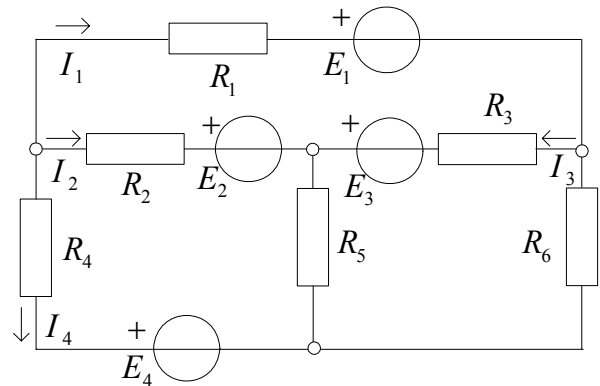 I₁ R₁ + E₁
I₂ R₂ + E₂ + E₃ R₃ I₃
R₄ R₅ R₆
I₄ + E₄